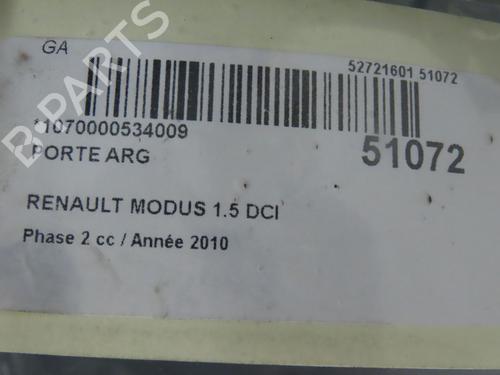 GA
52721601 51072
*1070000534009
51072
PORTE ARG
RENAULT MODUS 1.5 DCI
Phase 2 cc / Année 2010
B-PARTS